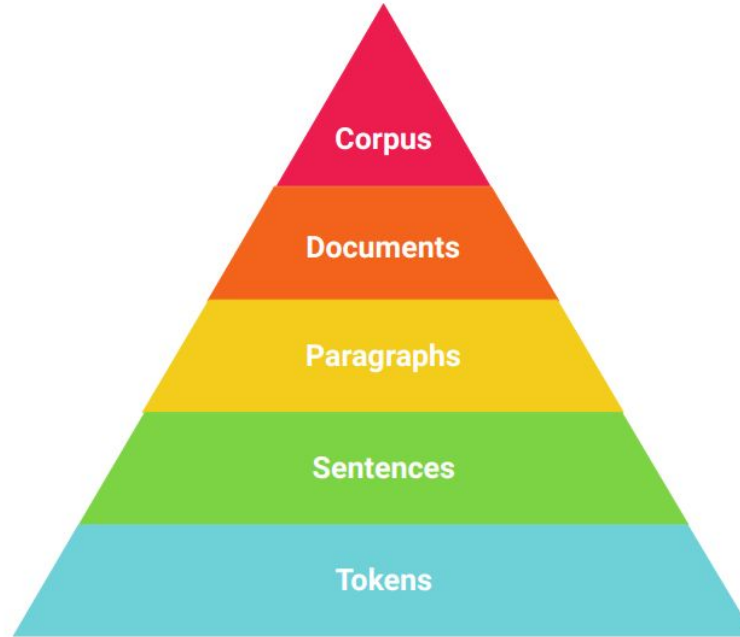 Corpus
Documents
Paragraphs
Sentences
Tokens